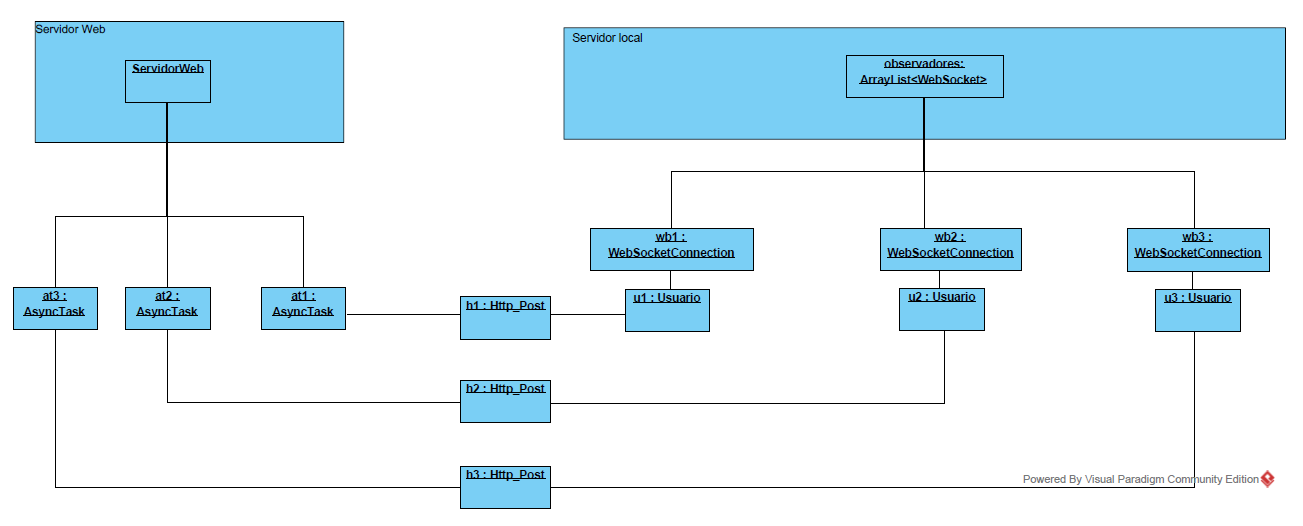 Servidor Web
ServidorWeb
Servidor local
observadores:
ArrayList<WebSocket>
wb1 :
WebSocketConnection
wb2 :
WebSocketConnection
wb3 :
WebSocketConnection
at3 :
AsyncTask
at2 :
AsyncTask
at1 :
AsyncTask
h1 : Http_Post
u1 : Usuario
u2 : Usuario
u3 : Usuario
h2 : Http_Post
h3 : Http_Post
Powered By Visual Paradigm Community Edition